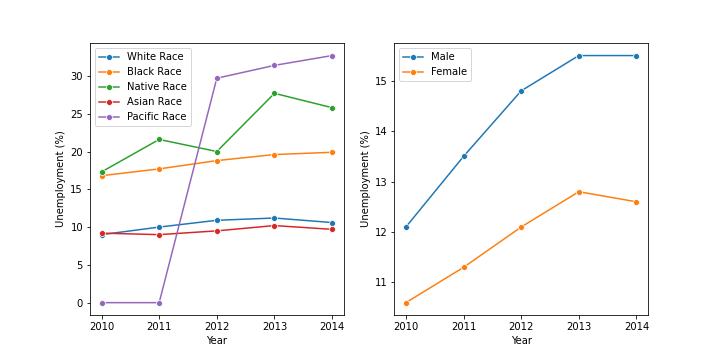 White Race
Black Race
Native Race
Asian Race
Pacific Race
Unemployment (%)
30
25
20
15
10
5
0
2010 2011 2012 2013 2014
Year
Male
Female
Unemployment (%)
15
14
13
12
11
2010 2011 2012 2013 2014
Year